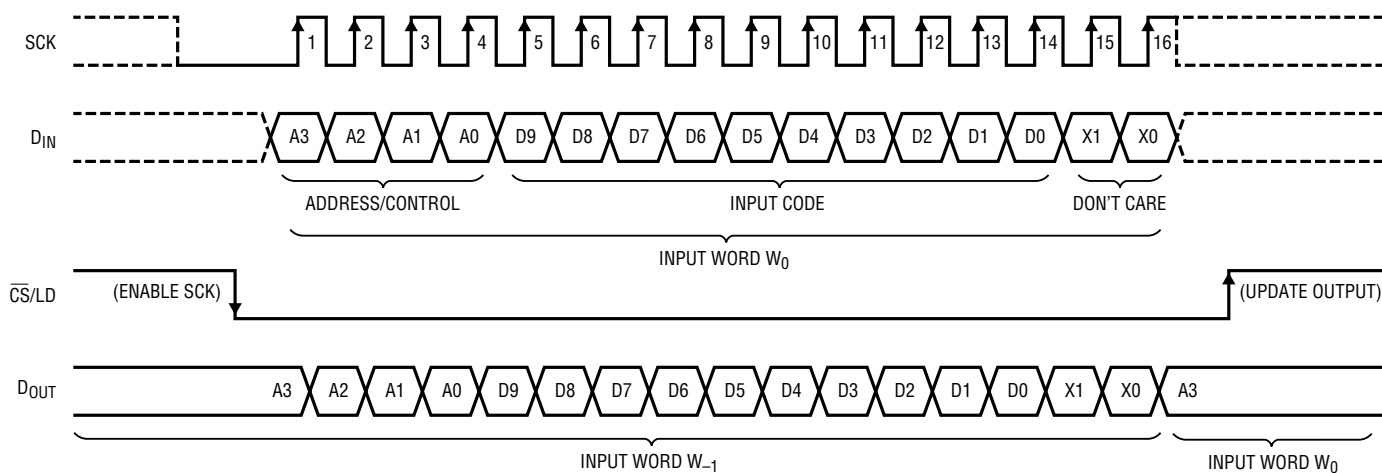 SCK
1 2 3 4 5 6 7 8 9 10 11 12 13 14 15 16
DIN
A3 A2 A1 A0 D9 D8 D7 D6 D5 D4 D3 D2 D1 D0 X1 X0
ADDRESS/CONTROL INPUT CODE DON'T CARE
INPUT WORD W0
CS/LD (ENABLE SCK) (UPDATE OUTPUT)
DOUT
A3 A2 A1 A0 D9 D8 D7 D6 D5 D4 D3 D2 D1 D0 X1 X0 A3
INPUT WORD W–1 INPUT WORD W0